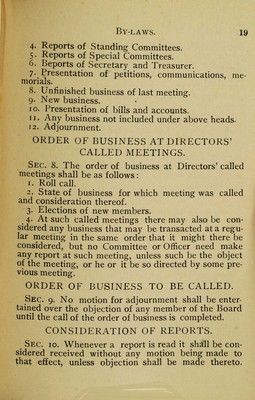 BY-LAWS. 19
4. Reports of Standing Committees.
5. Reports of Special Committees.
6. Beports of Secretary and Treasurer.
7. Presentation of petitions, communications, me-
morials.
8. Unfinished business of last meeting.
9. New business.
10. Presentation of bills and accounts.
11. Any business not included under above heads.
12. Adjournment.
ORDER OF BUSINESS AT DIRECTORS'
CALLED MEETINGS.
SEC. 8. The order of business at Directors' called
meetings shall be as follows:
1. Roll call.
2. State of business for which meeting was called
and consideration thereof.
3. Elections of new members.
4. At such called meetings there may also be con-
sidered any business that may be transacted at a regu-
lar meeting in the same order that it might there be
considered, but no Committee or Officer need make
any report at such meeting, unless such be the object
of the meeting, or he or it be so directed by some pre-
vious meeting.
ORDER OF BUSINESS TO BE CALLED.
SEC. 9. No motion for adjournment shall be enter-
tained over the objection of any member of the Board
until the call of the order of business is completed.
CONSIDERATION OF REPORTS.
SEC. 10. Whenever a report is read it shall be con-
sidered received without any motion being made to
that effect, unless objection shall be made thereto.